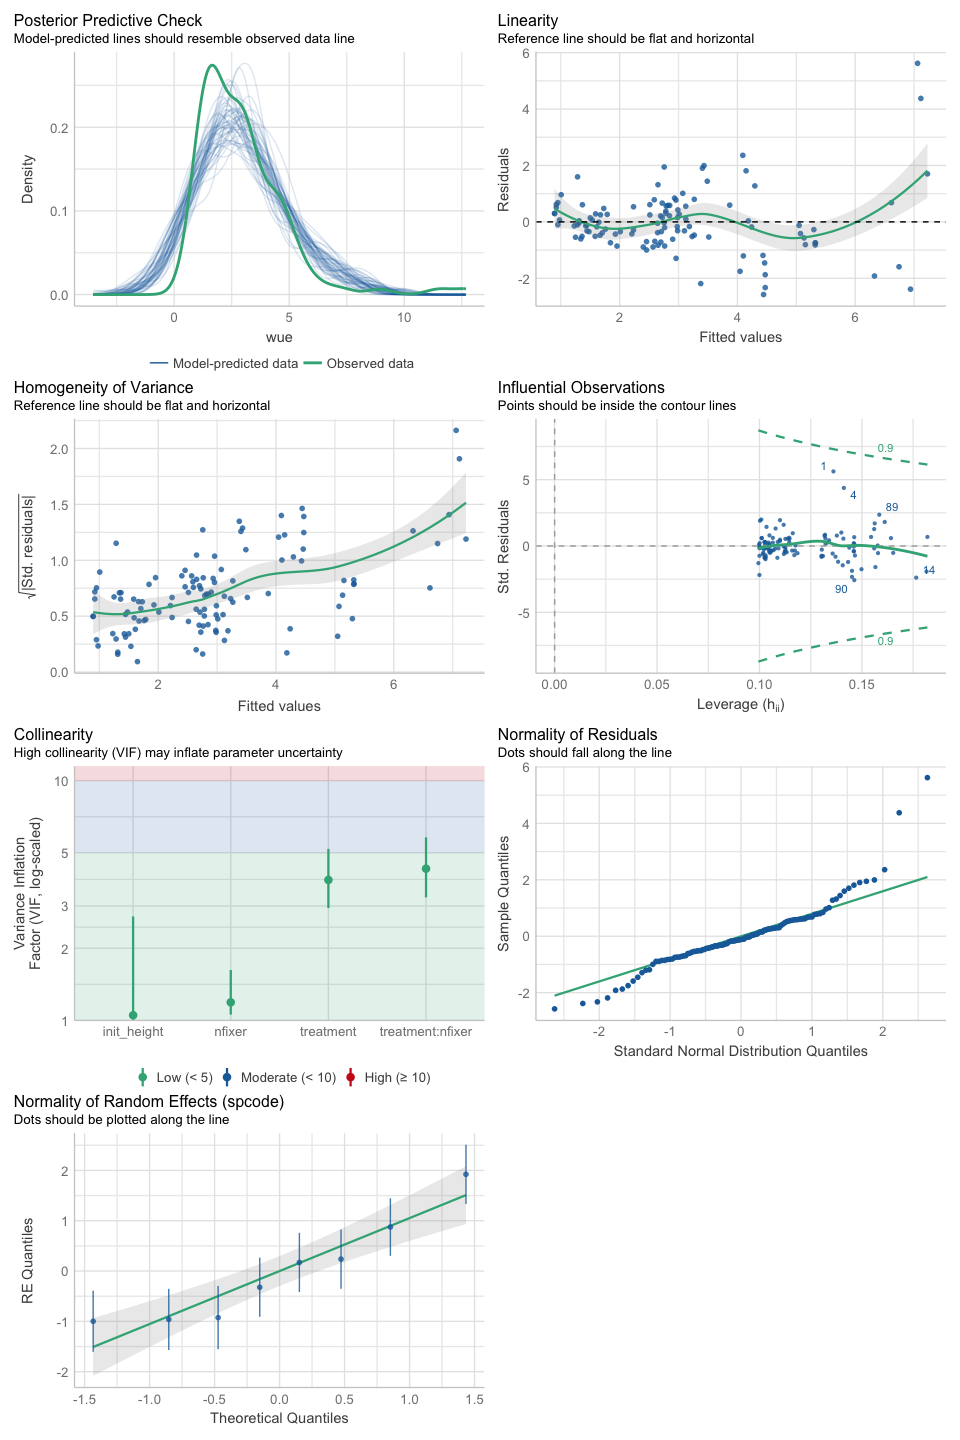 Posterior Predictive Check
Model-predicted lines should resemble observed data line
Density
0.2
0.1
0.0
0
5
10
wue
Model-predicted data
Observed data
Linearity
Reference line should be flat and horizontal
Residuals
6
4
2
0
-2
2
4
6
Fitted values
Homogeneity of Variance
Reference line should be flat and horizontal
√|Std. residuals|
2.0
1.5
1.0
0.5
0.0
2
4
6
Fitted values
Influential Observations
Points should be inside the contour lines
Std. Residuals
5
0
-5
0.9
1
4
89
14
90
0.9
0.00
0.05
0.10
0.15
Leverage (hii)
Collinearity
High collinearity (VIF) may inflate parameter uncertainty
Variance Inflation
Factor (VIF, log-scaled)
10
5
3
2
1
init_height
nfixer
treatment
treatment:nfixer
Low (< 5)
Moderate (< 10)
High (≥ 10)
Normality of Residuals
Dots should fall along the line
Sample Quantiles
6
4
2
0
-2
-2
-1
0
1
2
Standard Normal Distribution Quantiles
Normality of Random Effects (spcode)
Dots should be plotted along the line
RE Quantiles
2
1
0
-1
-2
-1.5
-1.0
-0.5
0.0
0.5
1.0
1.5
Theoretical Quantiles